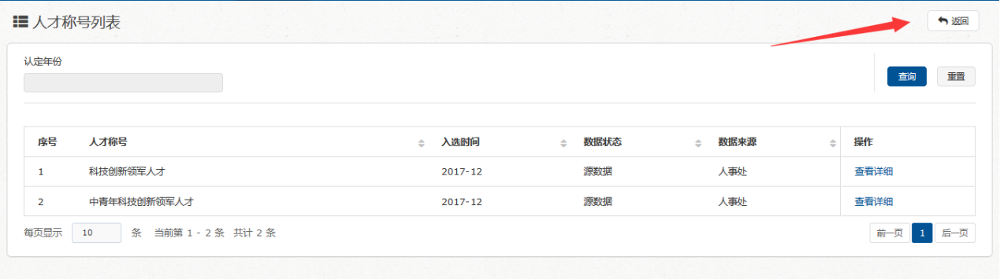 人才称号列表
返回
认定年份
查询 重置
序号 人才称号 入选时间 数据状态 数据来源 操作
1 科技创新领军人才 2017-12 源数据 人事处 查看详细
2 中青年科技创新领军人才 2017-12 源数据 人事处 查看详细
每页显示 10 条 当前第 1 - 2 条 共计 2 条 前一页 1 后一页